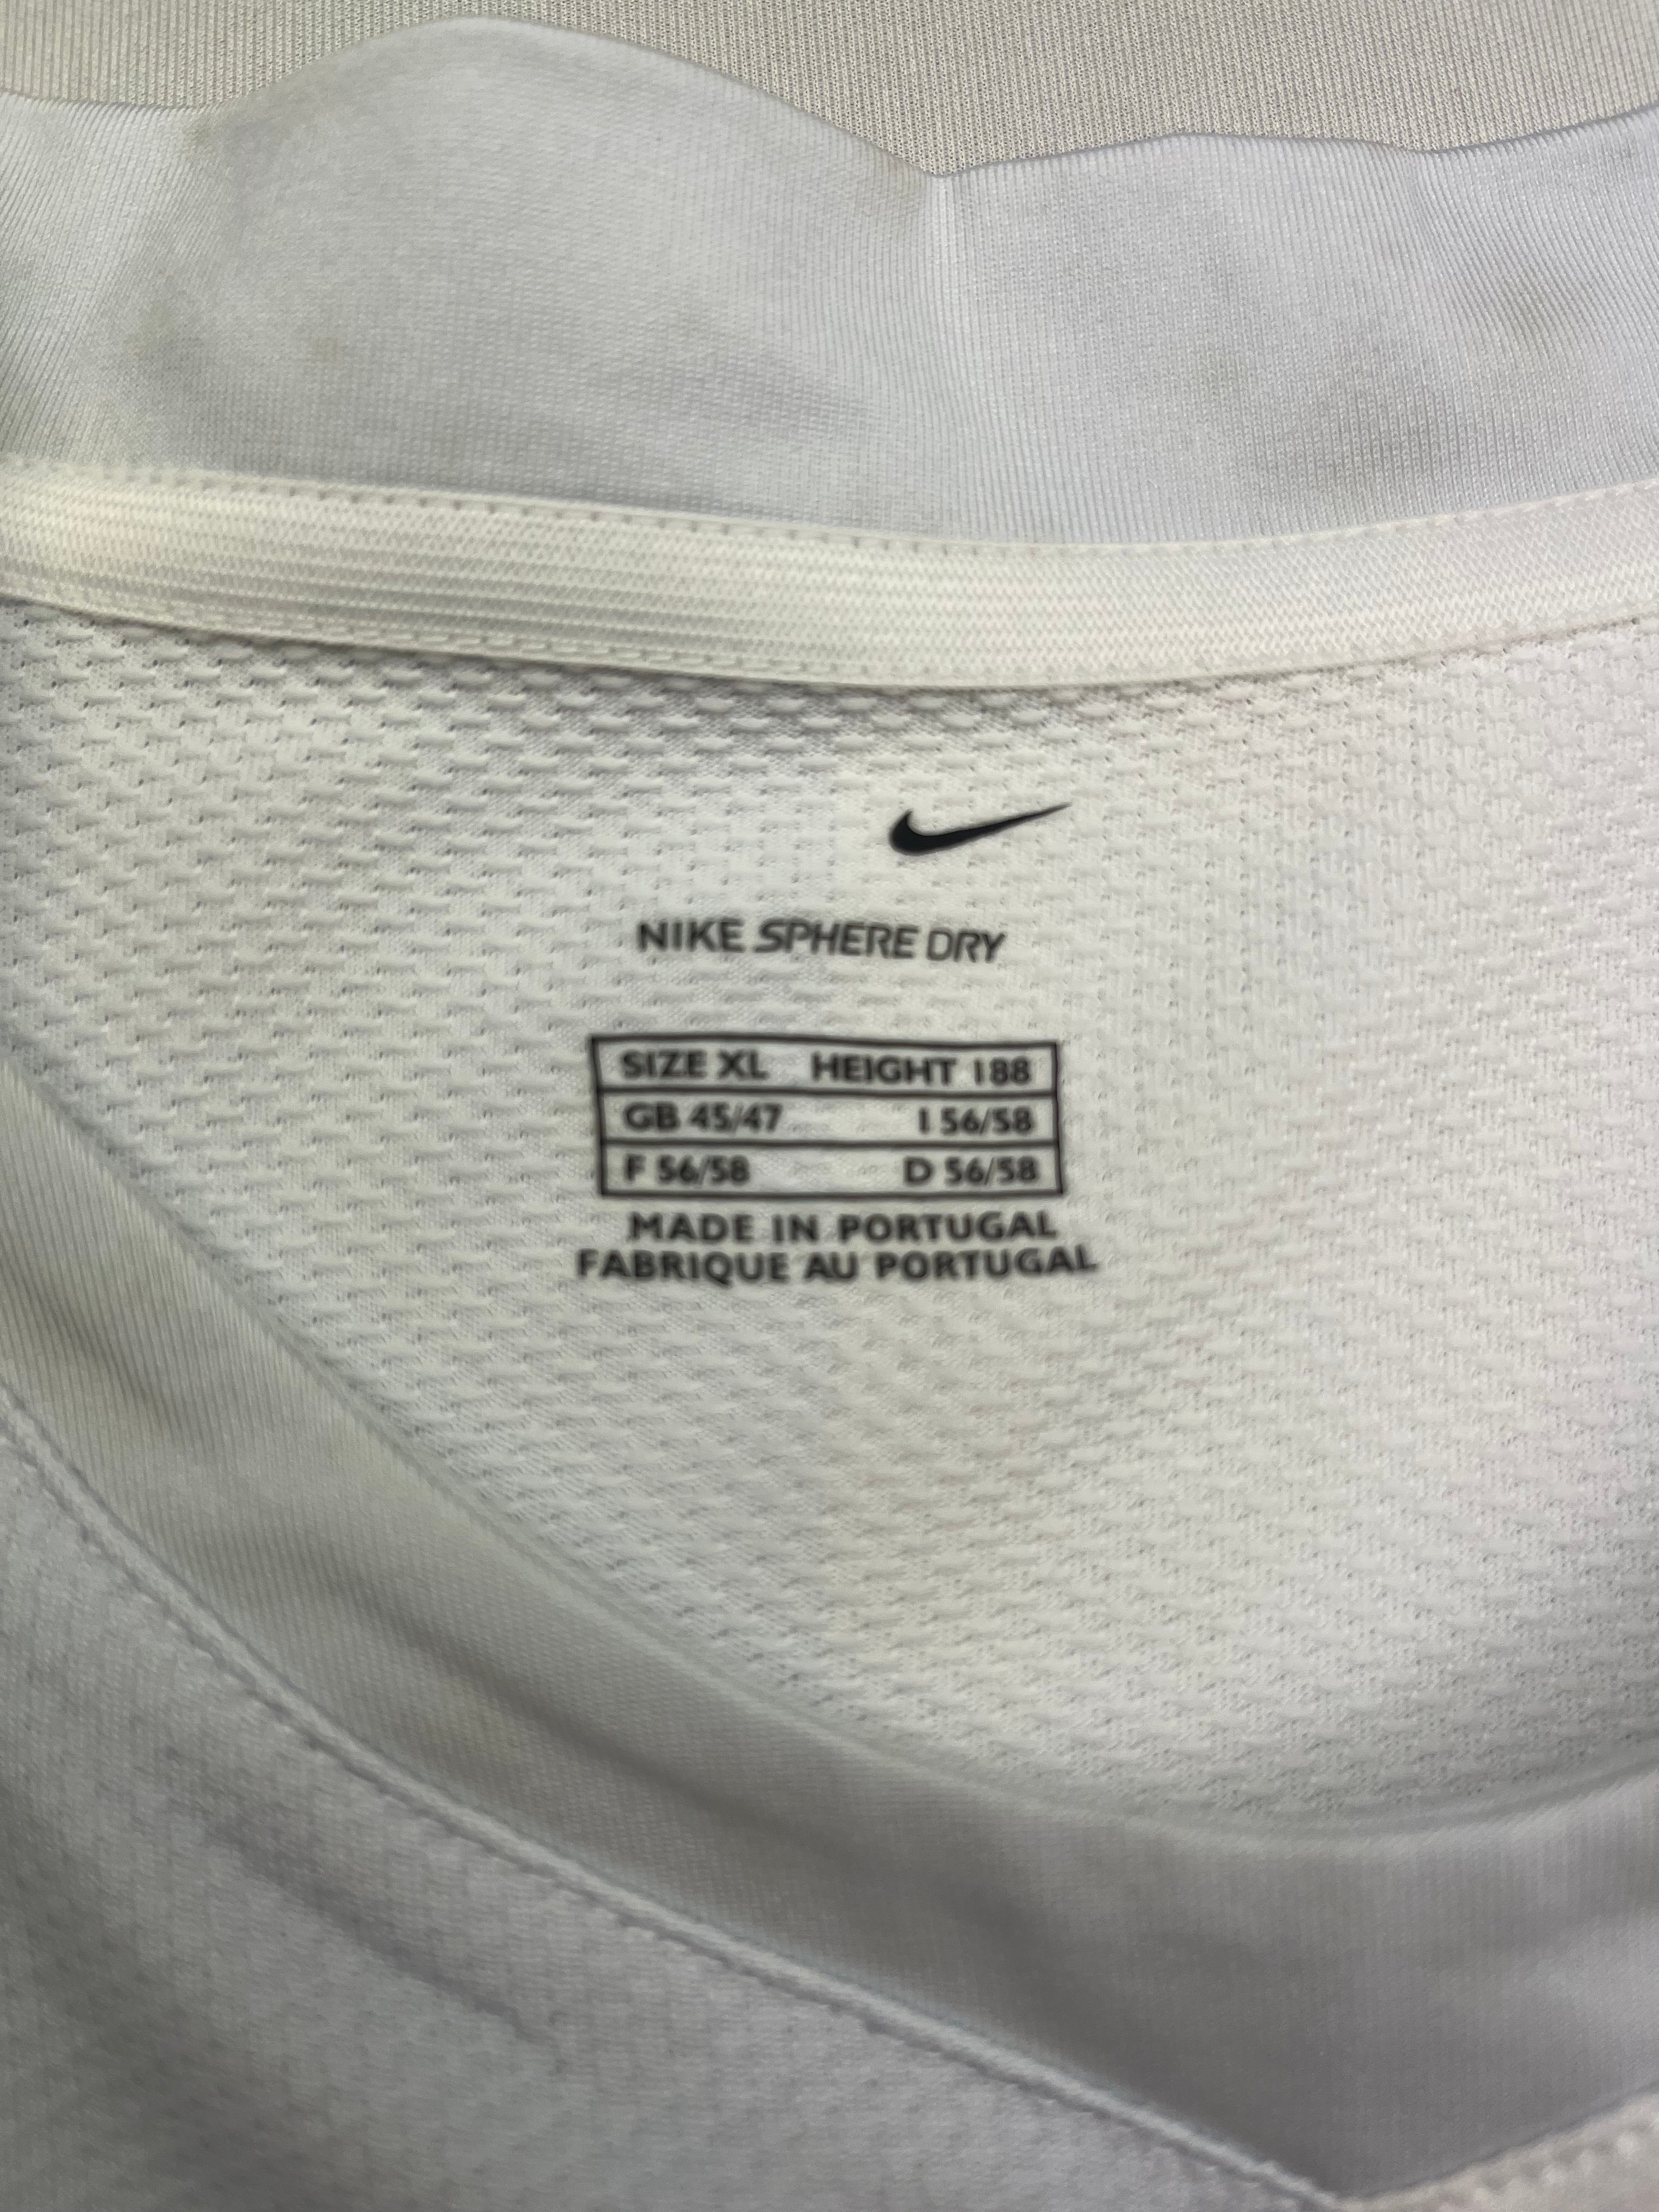 NIKE SPHERE DRY
SIZE XL HEIGHT 188
GB 45/47 I 56/58
F 56/58 D 56/58
MADE IN PORTUGAL
FABRIQUE AU PORTUGAL